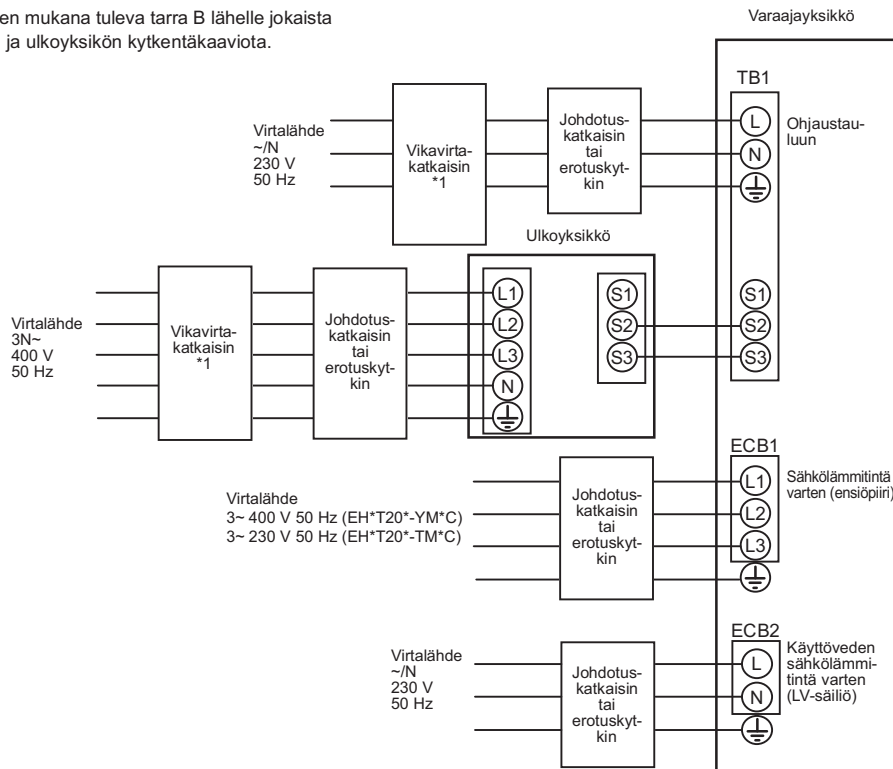 en mukana tuleva tarra B lähelle jokaista
ja ulkoyksikön kytkentäkaaviota.
Varaajayksikkö
TB1
Virtalähde
~/N
230 V
50 Hz
Vikavirta-
katkaisin
*1
Johdotus-
katkaisin
tai
erotuskyt-
kin
L
N
Ohjaustau-
luun
Ulkoyksikkö
Virtalähde
3N~
400 V
50 Hz
Vikavirta-
katkaisin
*1
Johdotus-
katkaisin
tai
erotuskyt-
kin
L1
L2
L3
N
S1
S2
S3
S1
S2
S3
ECB1
Virtalähde
3~ 400 V 50 Hz (EH*T20*-YM*C)
3~ 230 V 50 Hz (EH*T20*-TM*C)
Johdotus-
katkaisin
tai
erotuskyt-
kin
L1
L2
L3
Sähkölämmitintä
varten (ensiöpiiri)
ECB2
Virtalähde
~/N
230 V
50 Hz
Johdotus-
katkaisin
tai
erotuskyt-
kin
L
N
Käyttöveden
sähkölämmi-
tintä varten
(LV-säiliö)